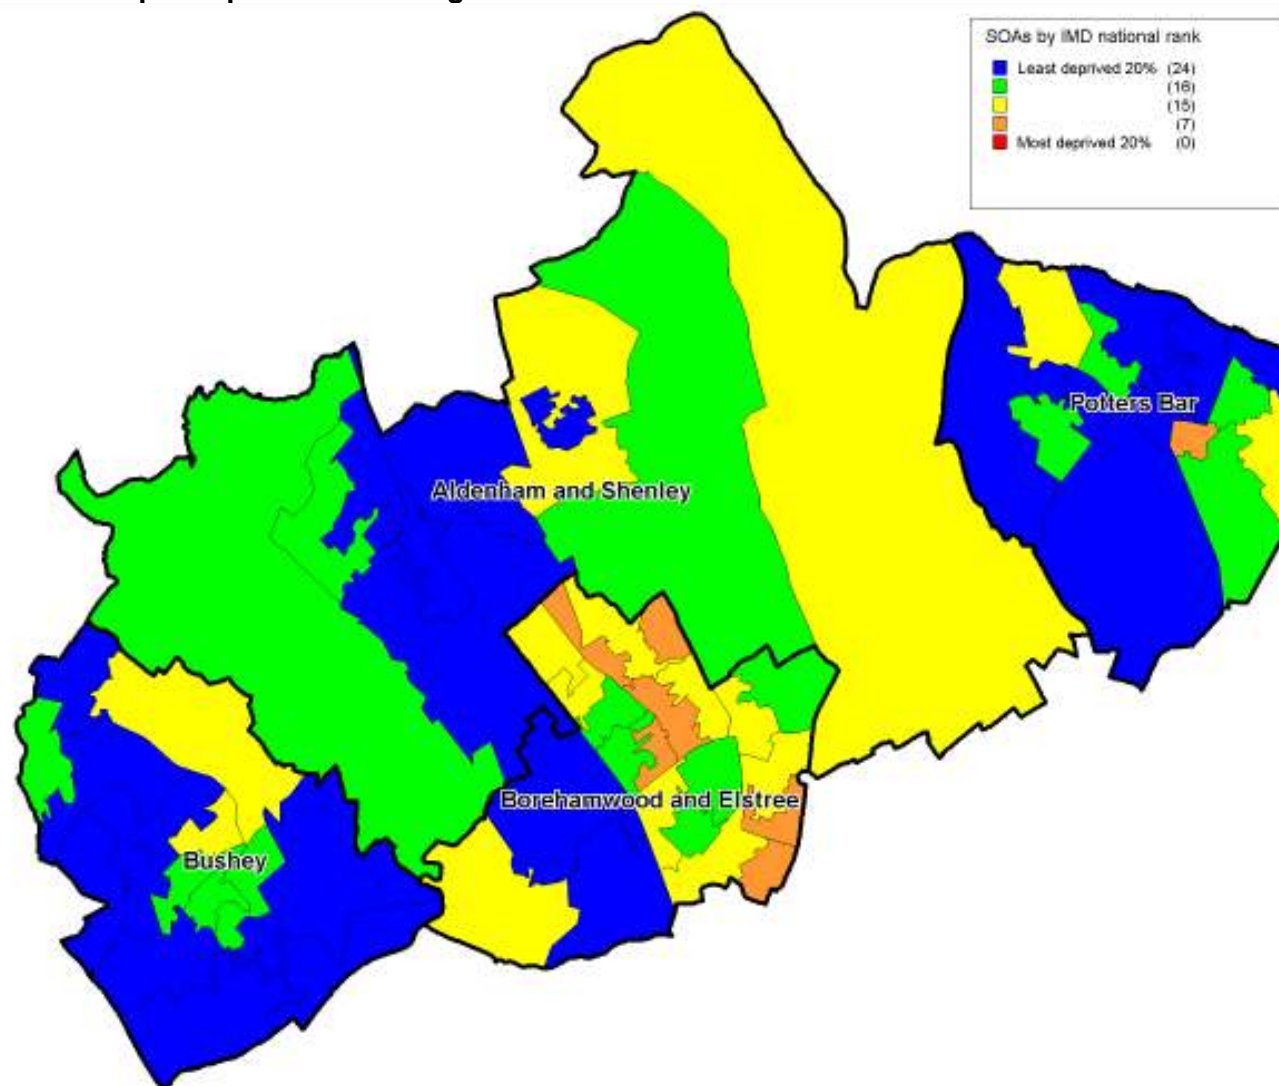 SOAs by IMD national rank
Least deprived 20% (24)
(16)
(15)
(7)
Most deprived 20% (0)
Potters Bar
Aldenham and Shenley
Borehamwood and Elstree
Bushey